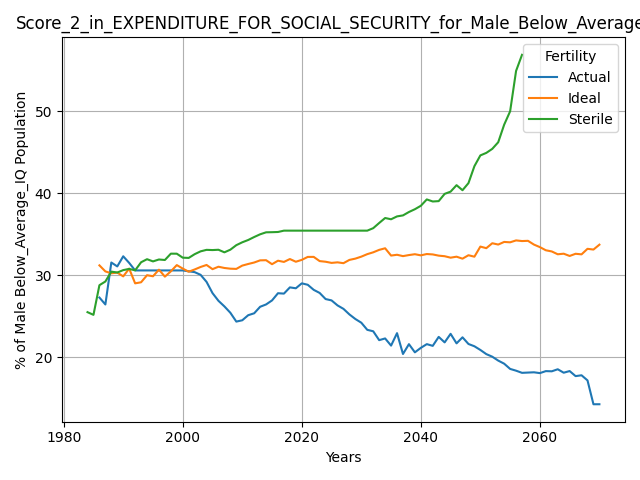 Score_2_in_EXPENDITURE_FOR_SOCIAL_SECURITY_for_Male_Below_Average
Fertility
Actual
Ideal
Sterile
% of Male Below_Average_IQ Population
50
40
30
20
1980
2000
2020
2040
2060
Years